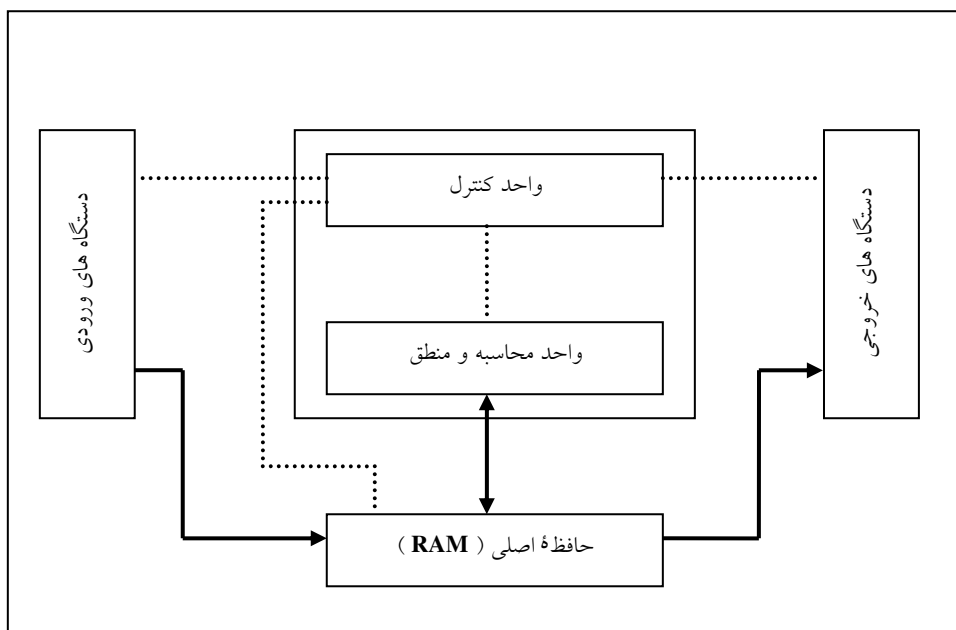 واحد کنترل
دستگاه های ورودی
دستگاه های خروجی
واحد محاسبه و منطق
حافظهٔ اصلی ( RAM )